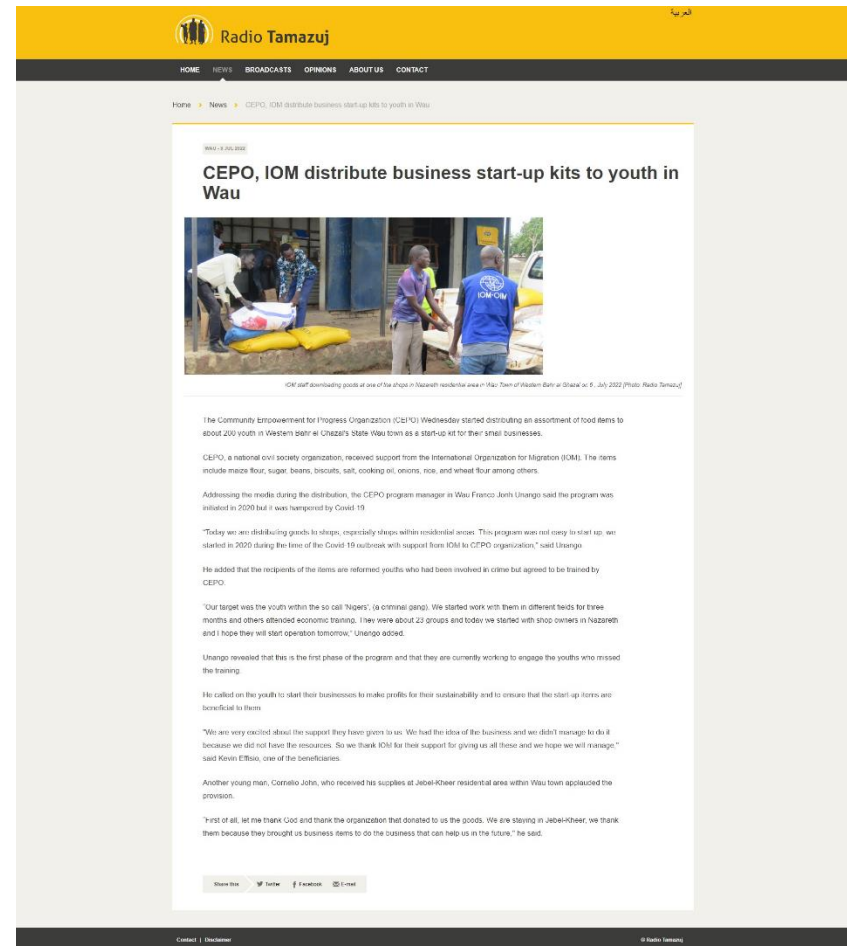 العربية
Radio Tamazuj
HOME NEWS BROADCASTS OPINIONS ABOUT US CONTACT
Home News CEPO, IOM distribute business start-up kits to youth in Wau
WAU - 6 JUL 2022
CEPO, IOM distribute business start-up kits to youth in
Wau
IOM-OIM
IOM staff downloading goods at one of the shops in Nazareth residential area in Wau Town of Western Bahr al Ghazal on 6 , July 2022 [Photo: Radio Tamazuj]
The Community Empowerment for Progress Organization (CEPO) Wednesday started distributing an assortment of food items to
about 200 youth in Western Bahr el Ghazal's State Wau town as a start-up kit for their small businesses.
CEPO, a national civil society organization, received support from the International Organization for Migration (IOM). The items
include maize flour, sugar, beans, biscuits, salt, cooking oil, onions, rice, and wheat flour among others.
Addressing the media during the distribution, the CEPO program manager in Wau Franco Jonh Unango said the program was
initiated in 2020 but it was hampered by Covid-19
"Today we are distributing goods to shops, especially shops within residential areas. This program was not easy to start up, we
started in 2020 during the time of the Covid-19 outbreak with support from IOM to CEPO organization," said Unango.
He added that the recipients of the items are reformed youths who had been involved in crime but agreed to be trained by
CEPO.
"Our target was the youth within the so call 'Nigers', (a criminal gang). We started work with them in different fields for three
months and others attended economic training. They were about 23 groups and today we started with shop owners in Nazareth
and I hope they will start operation tomorrow," Unango added.
Unango revealed that this is the first phase of the program and that they are currently working to engage the youths who missed
the training.
He called on the youth to start their businesses to make profits for their sustainability and to ensure that the start-up items are
beneficial to them.
"We are very excited about the support they have given to us. We had the idea of the business and we didn't manage to do it
because we did not have the resources. So we thank IOM for their support for giving us all these and we hope we will manage,"
said Kevin Effisio, one of the beneficiaries.
Another young man, Cornelio John, who received his supplies at Jebel-Kheer residential area within Wau town applauded the
provision.
"First of all, let me thank God and thank the organization that donated to us the goods. We are staying in Jebel-Kheer, we thank
them because they brought us business items to do the business that can help us in the future," he said.
Share this Twitter Facebook E-mail
Contact | Disclaimer © Radio Tamazuj